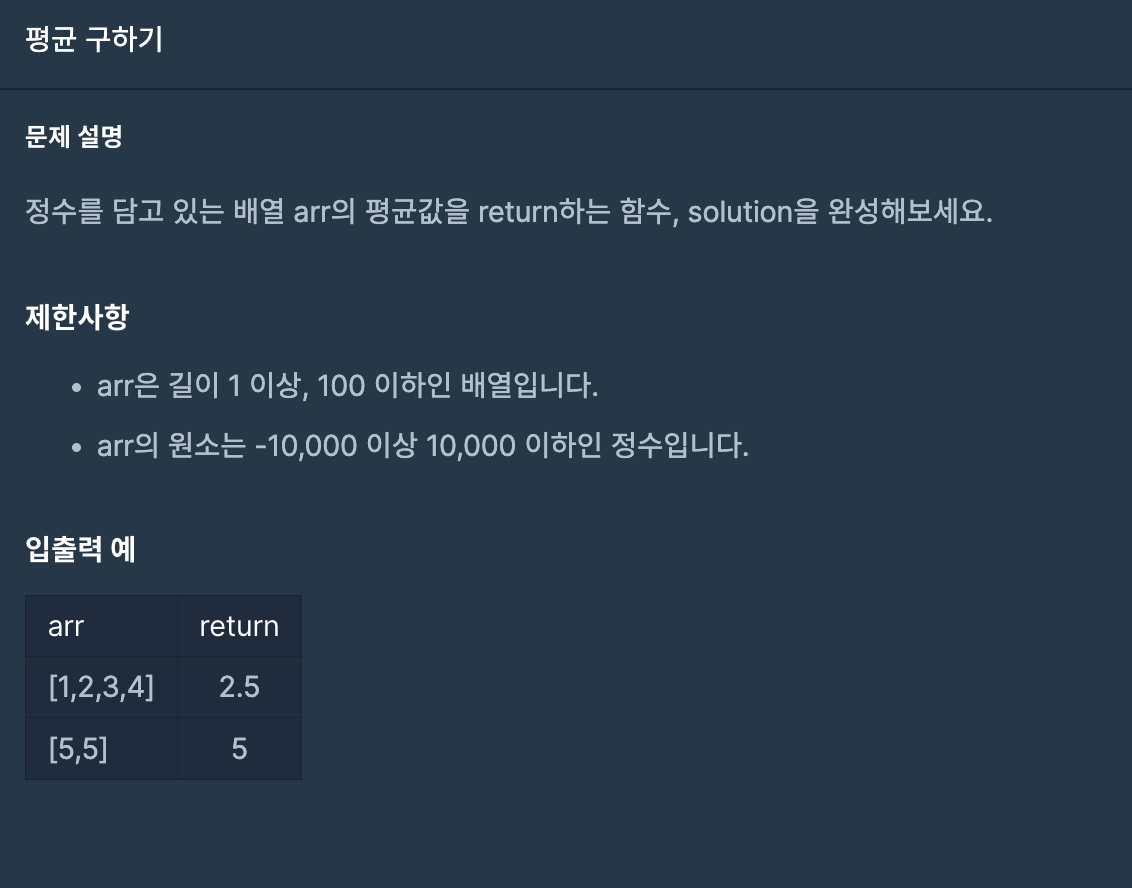 평균 구하기
문제 설명
정수를 담고 있는 배열 arr의 평균값을 return하는 함수, solution을 완성해보세요.
제한사항
• arr은 길이 1 이상, 100 이하인 배열입니다.
• arr의 원소는 -10,000 이상 10,000 이하인 정수입니다.
입출력 예
arr return
[1,2,3,4] 2.5
[5,5] 5